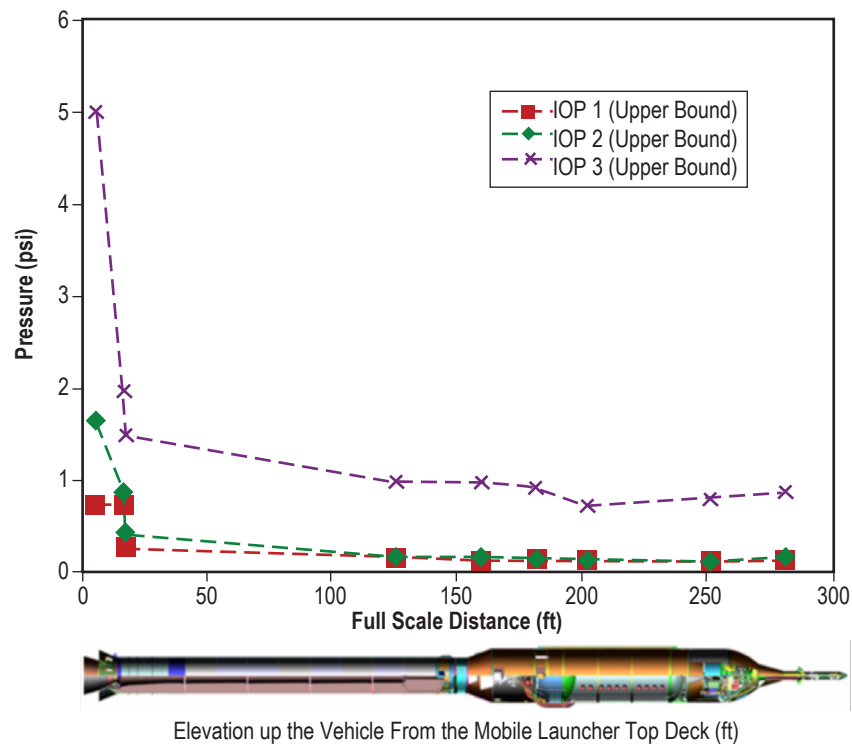 6
5
4
3
2
1
0
Pressure (psi)
IOP 1 (Upper Bound)
IOP 2 (Upper Bound)
IOP 3 (Upper Bound)
0 50 100 150 200 250 300
Full Scale Distance (ft)
Elevation up the Vehicle From the Mobile Launcher Top Deck (ft)